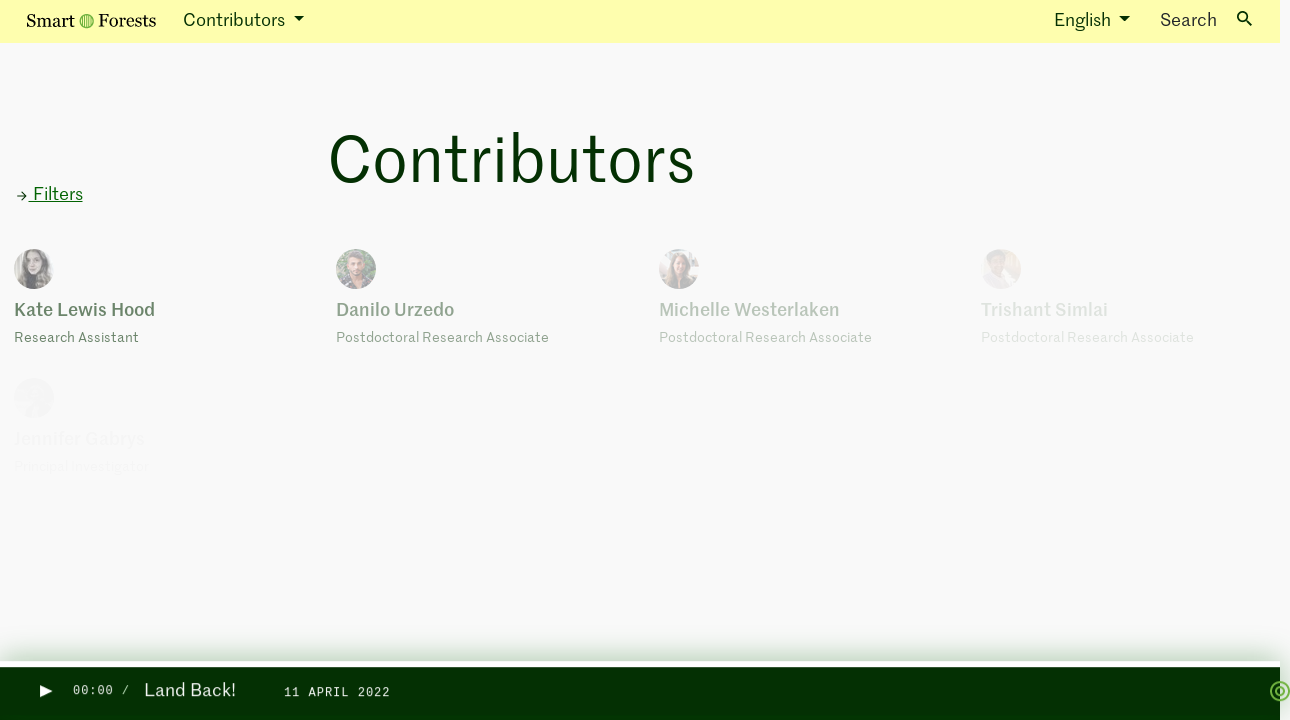 Smart Forests
Contributors
English
Search
Contributors
Filters
Kate Lewis Hood
Research Assistant
Danilo Urzedo
Postdoctoral Research Associate
Michelle Westerlaken
Postdoctoral Research Associate
Trishant Simlai
Postdoctoral Research Associate
Jennifer Gabrys
00:00 /
Land Back!
11 APRIL 2022